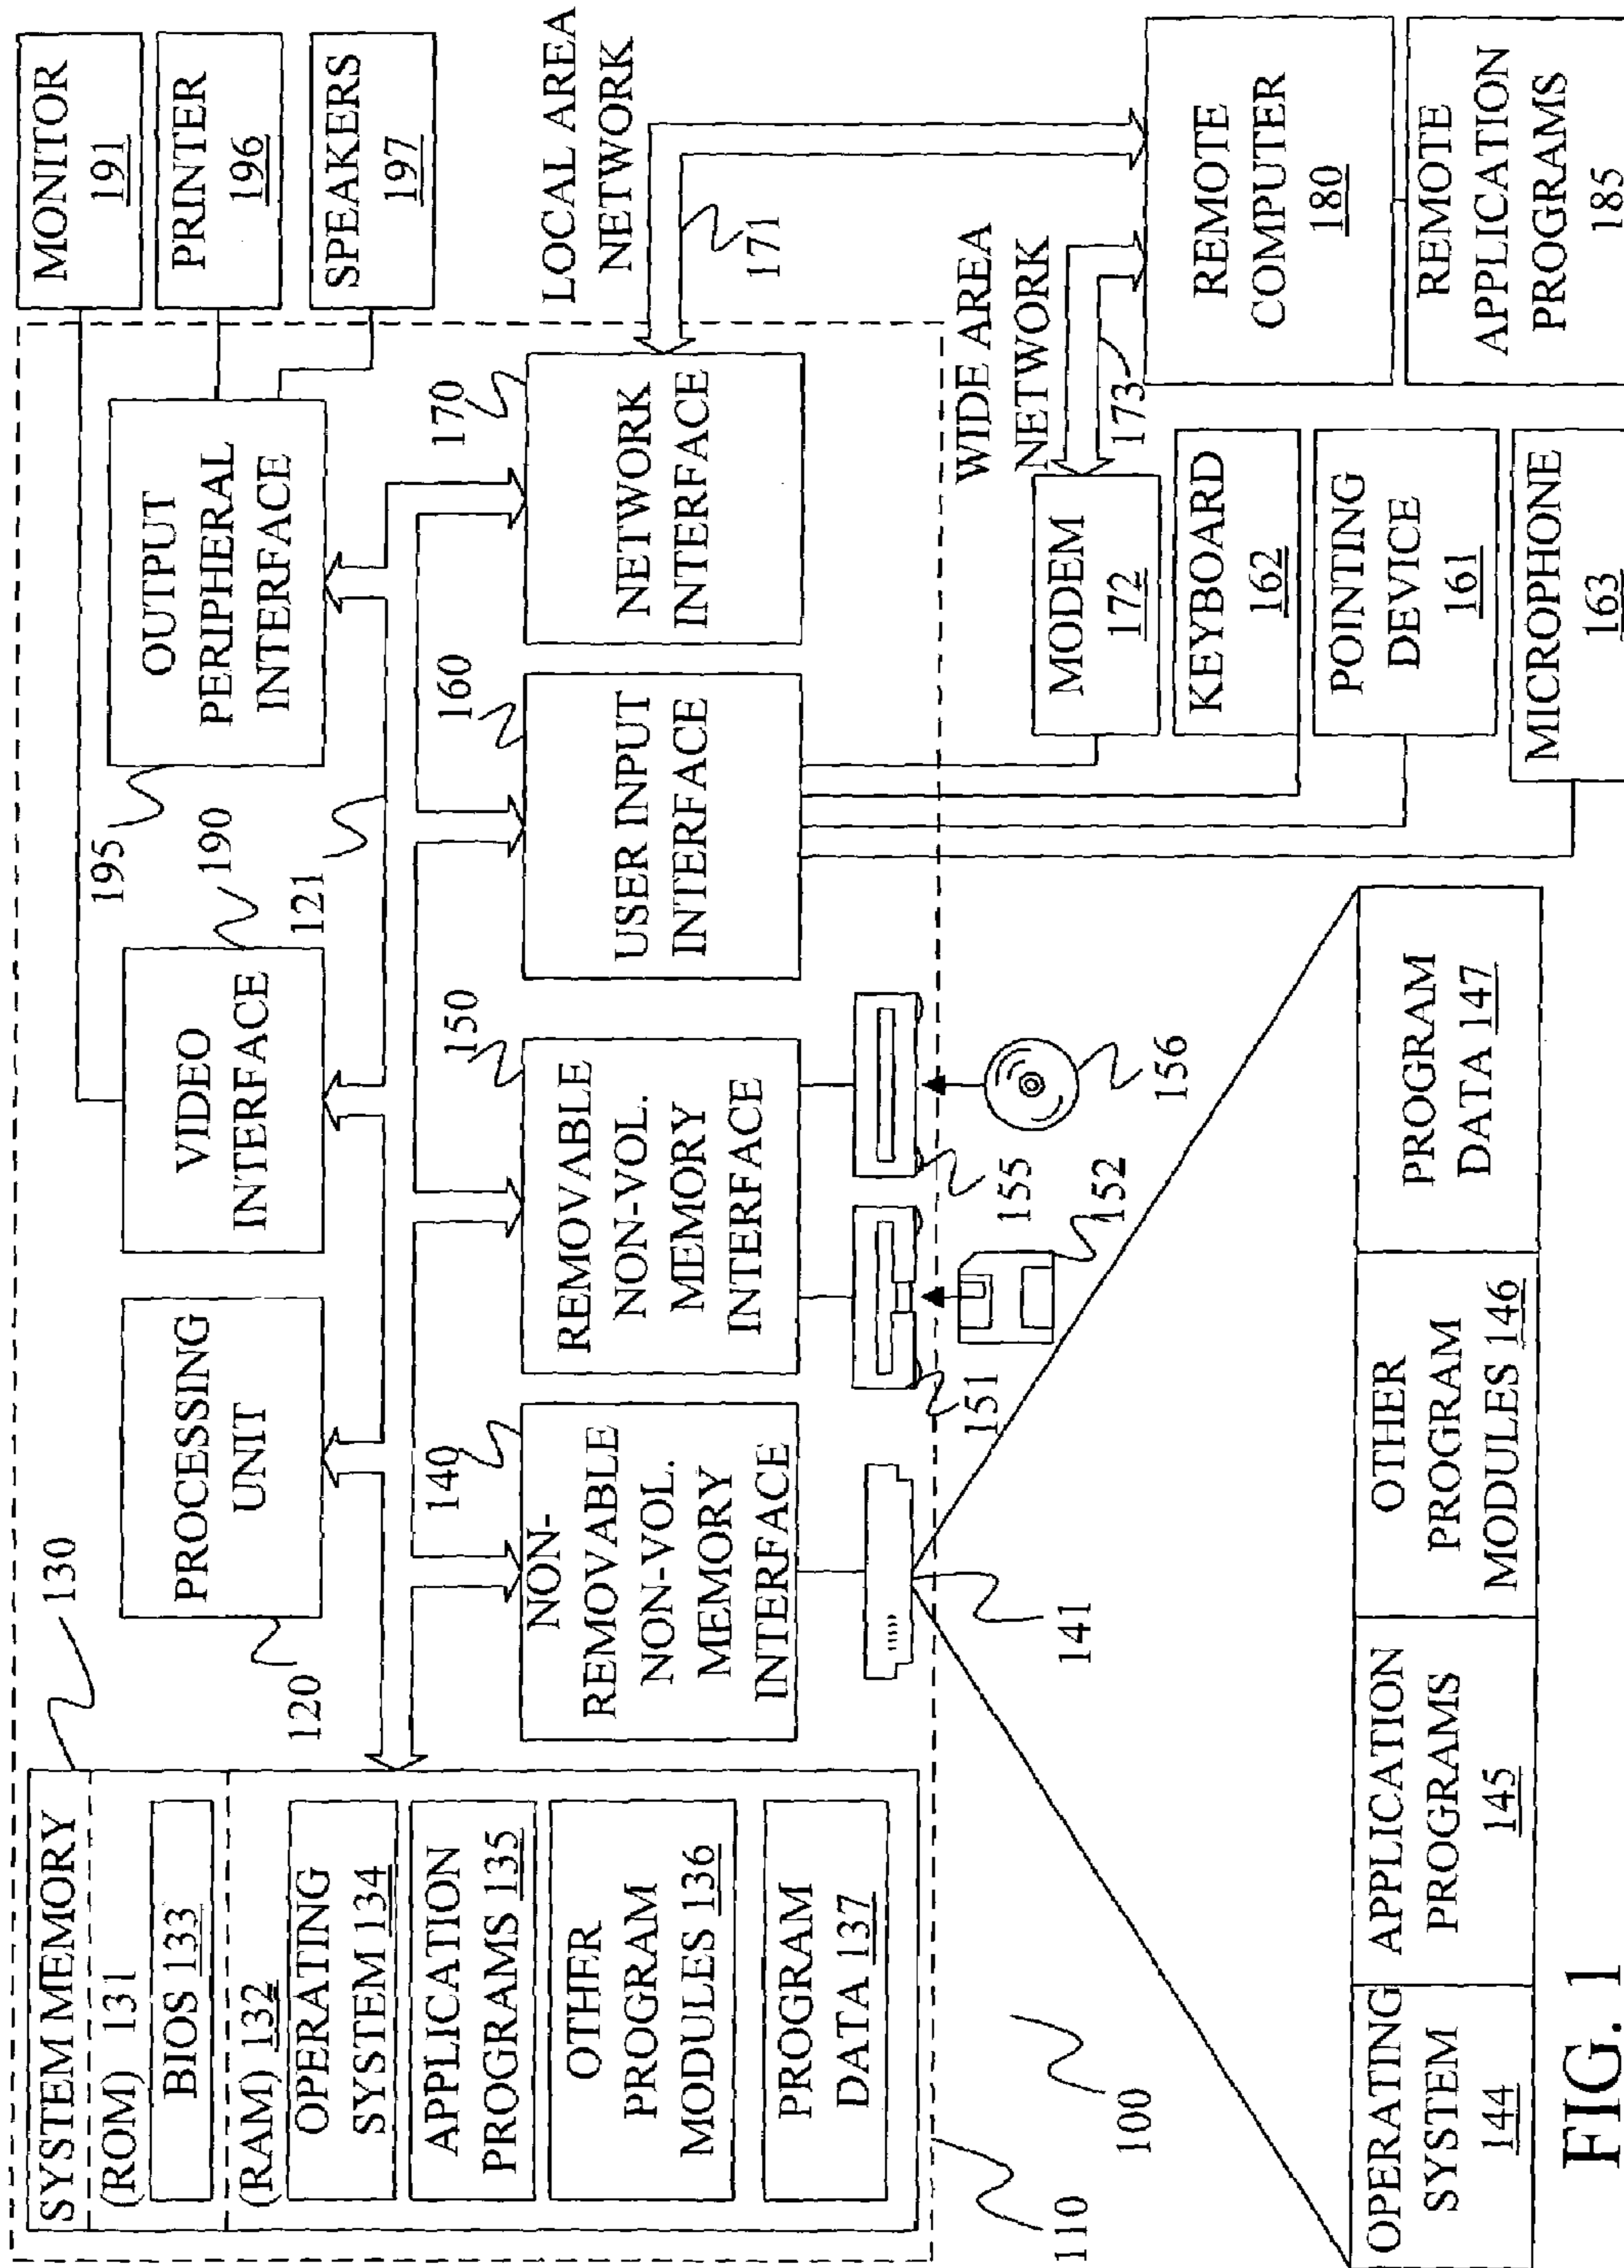 SYSTEM MEMORY
(ROM) 131
BIOS 133
(RAM) 132
OPERATING
SYSTEM 134
APPLICATION
PROGRAMS 135
OTHER
PROGRAM
MODULES 136
PROGRAM
DATA 137
130
120
PROCESSING
UNIT
VIDEO
INTERFACE
190
121
195
OUTPUT
PERIPHERAL
INTERFACE
MONITOR
191
PRINTER
196
SPEAKERS
197
140
NON-
REMOVABLE
NON-VOL.
MEMORY
INTERFACE
150
REMOVABLE
NON-VOL.
MEMORY
INTERFACE
160
USER INPUT
INTERFACE
170
NETWORK
INTERFACE
LOCAL AREA
NETWORK
171
WIDE AREA
NETWORK
173
141
151
152
155
156
MODEM
172
KEYBOARD
162
POINTING
DEVICE
161
MICROPHONE
163
REMOTE
COMPUTER
180
REMOTE
APPLICATION
PROGRAMS
185
110
100
OPERATING
SYSTEM
144
APPLICATION
PROGRAMS
145
OTHER
PROGRAM
MODULES 146
PROGRAM
DATA 147
FIG. 1